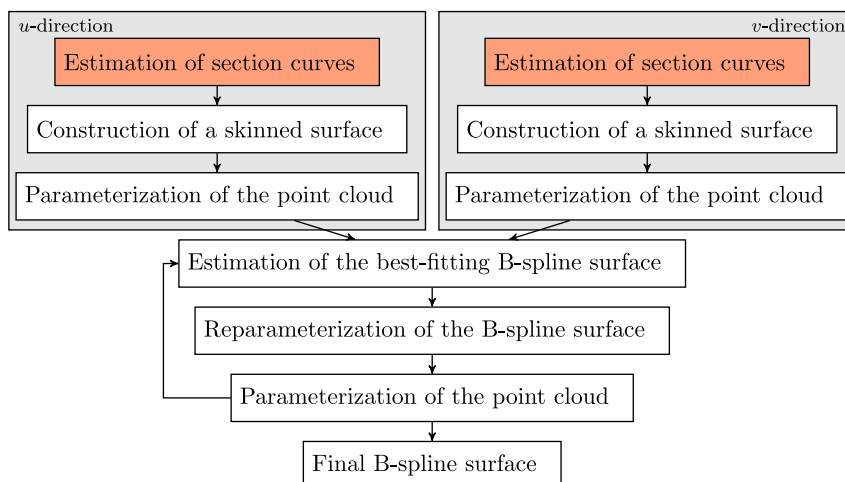 u-direction
Estimation of section curves
Construction of a skinned surface
Parameterization of the point cloud
v-direction
Estimation of section curves
Construction of a skinned surface
Parameterization of the point cloud
Estimation of the best-fitting B-spline surface
Reparameterization of the B-spline surface
Parameterization of the point cloud
Final B-spline surface